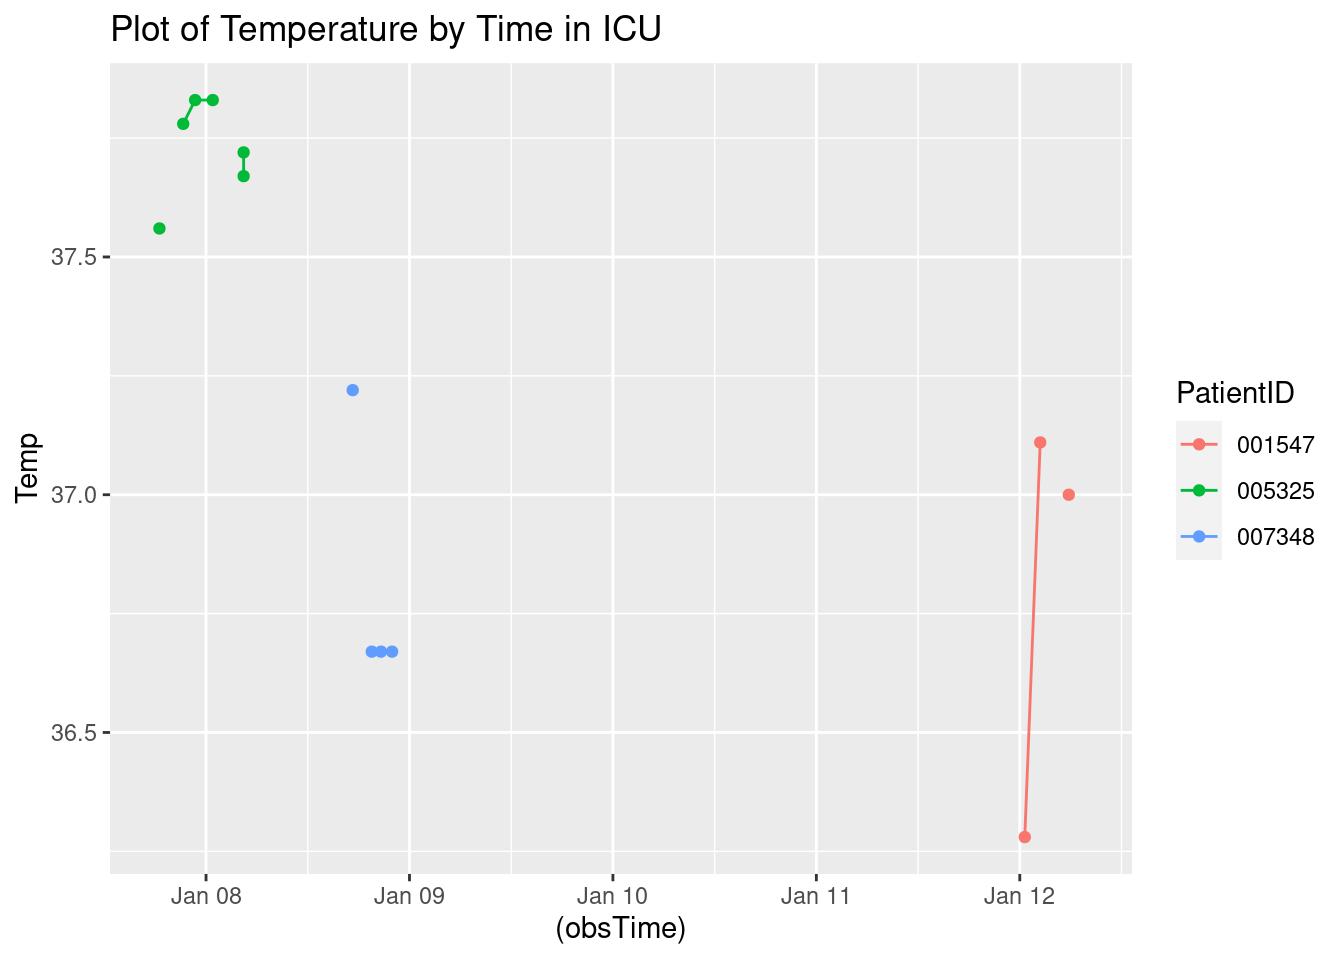 Plot of Temperature by Time in ICU
37.5
37.0
36.5
Temp
Jan 08
Jan 09
Jan 10
Jan 11
Jan 12
(obsTime)
PatientID
001547
005325
007348